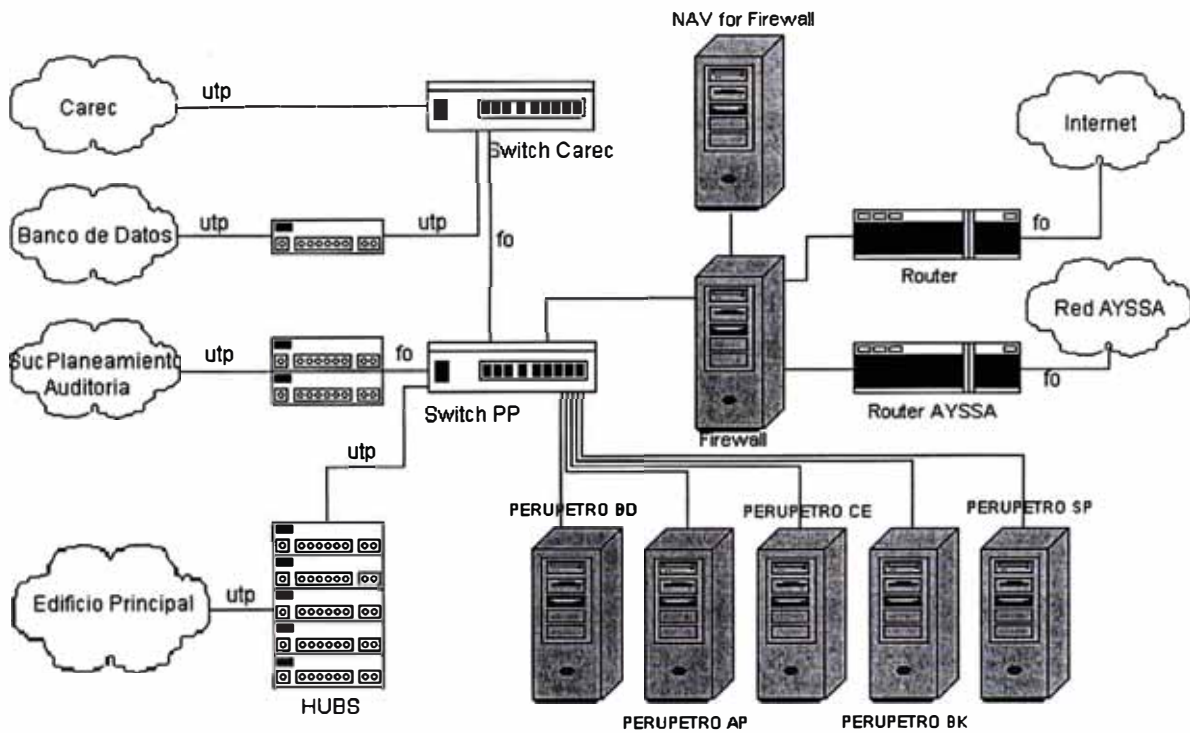 NAV for Firewall
Carec
utp
Switch Carec
Internet
Banco de Datos
utp
utp
fo
fo
Router
Red AYSSA
Suc Planeamiento
Auditoria
utp
fo
Switch PP
Firewall
Router AYSSA
fo
utp
PERUPETRO BD
PERUPETRO CE
PERUPETRO SP
Edificio Principal
utp
HUBS
PERUPETRO AP
PERUPETRO BK